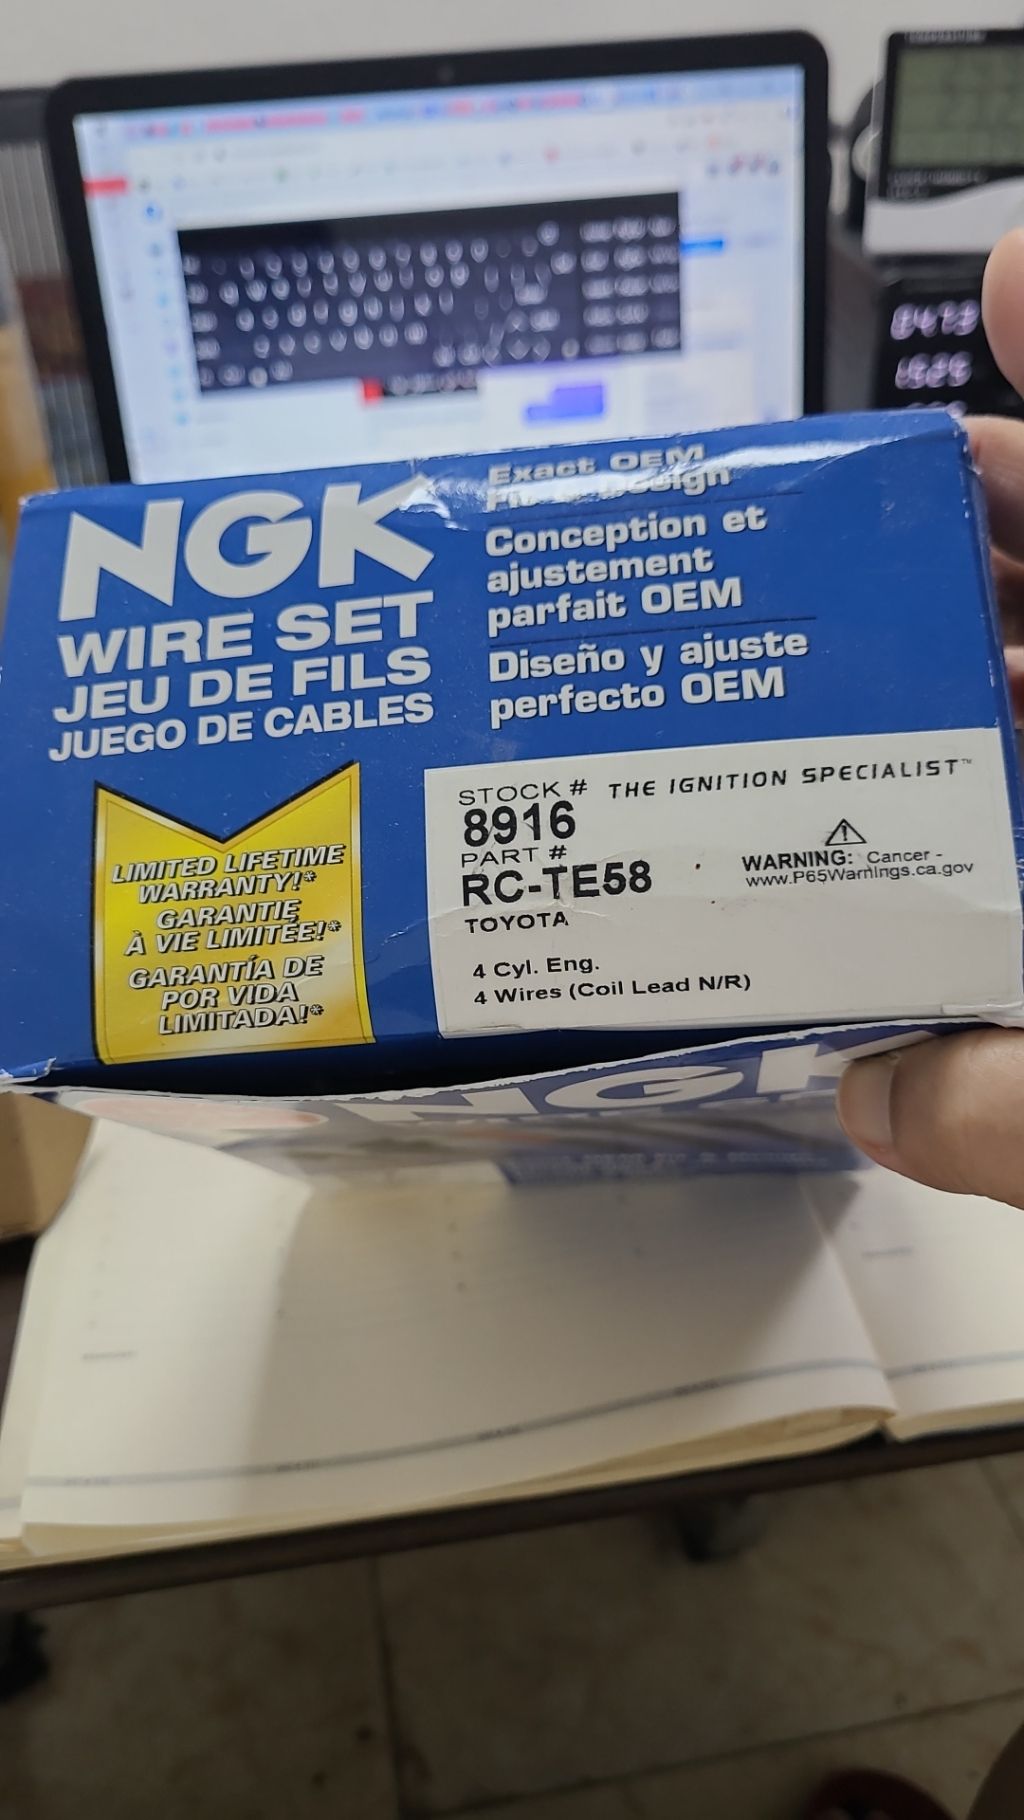 NGK
WIRE SET
JEU DE FILS
JUEGO DE CABLES
Exact OEM
Design
Conception et
ajustement
parfait OEM
Diseño y ajuste
perfecto OEM
LIMITED LIFETIME
WARRANTY!*
GARANTIE
À VIE LIMITÉE!*
GARANTÍA DE
POR VIDA
LIMITADA!*
STOCK # THE IGNITION SPECIALIST™
8916
PART #
RC-TE58
TOYOTA
WARNING: Cancer -
www.P65Warnings.ca.gov
4 Cyl. Eng.
4 Wires (Coil Lead N/R)
NGK